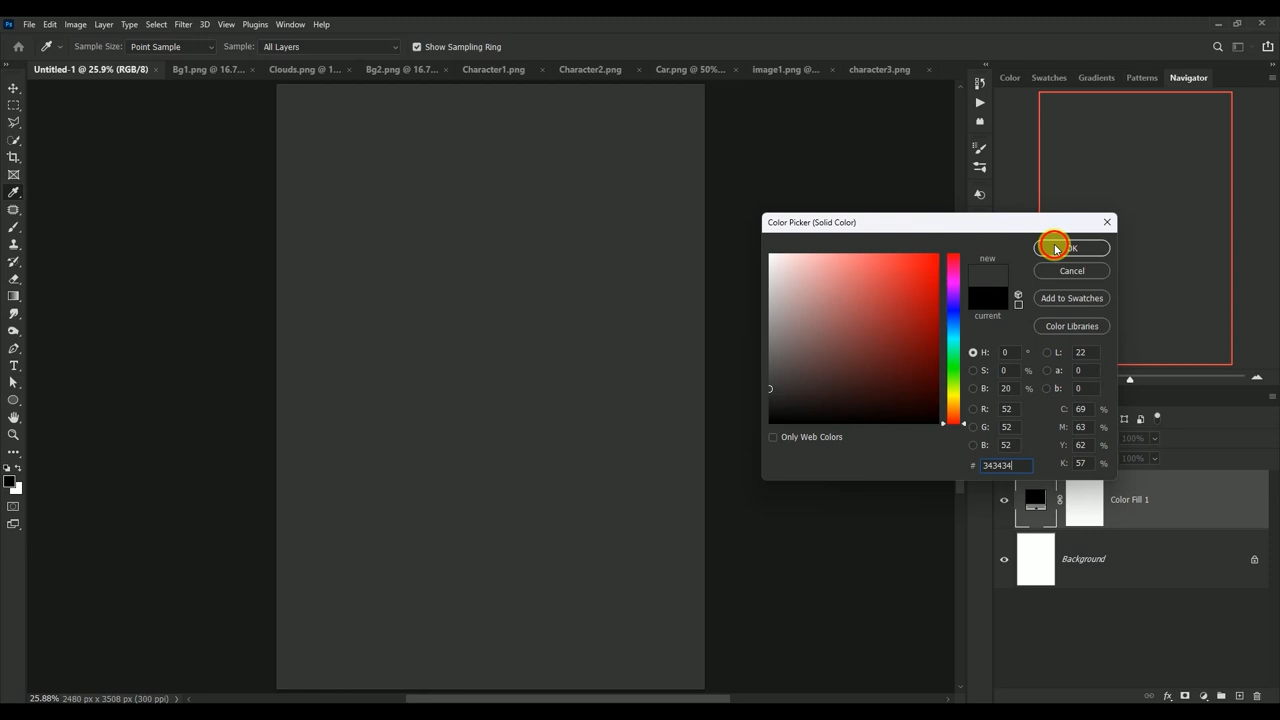 Ps File Edit Image Layer Type Select Filter 3D View Plugins Window Help
Sample Size: Point Sample Sample: All Layers Show Sampling Ring
Untitled-1 @ 25.9% (RGB/8) × Bg1.png @ 16.7... × Clouds.png @ 1... × Bg2.png @ 16.7... × Character1.png × Character2.png × Car.png @ 50%... × image1.png @... × character3.png ×
Color Swatches Gradients Patterns Navigator
Color Picker (Solid Color)
new
OK
current
Cancel
Add to Swatches
Color Libraries
H: 0 ° L: 22
S: 0 % a: 0
B: 20 % b: 0
R: 52 C: 69 %
G: 52 M: 63 %
B: 52 Y: 62 %
# 343434 K: 57 %
Only Web Colors
100%
100%
Color Fill 1
Background
25.88% 2480 px x 3508 px (300 ppi)
fx